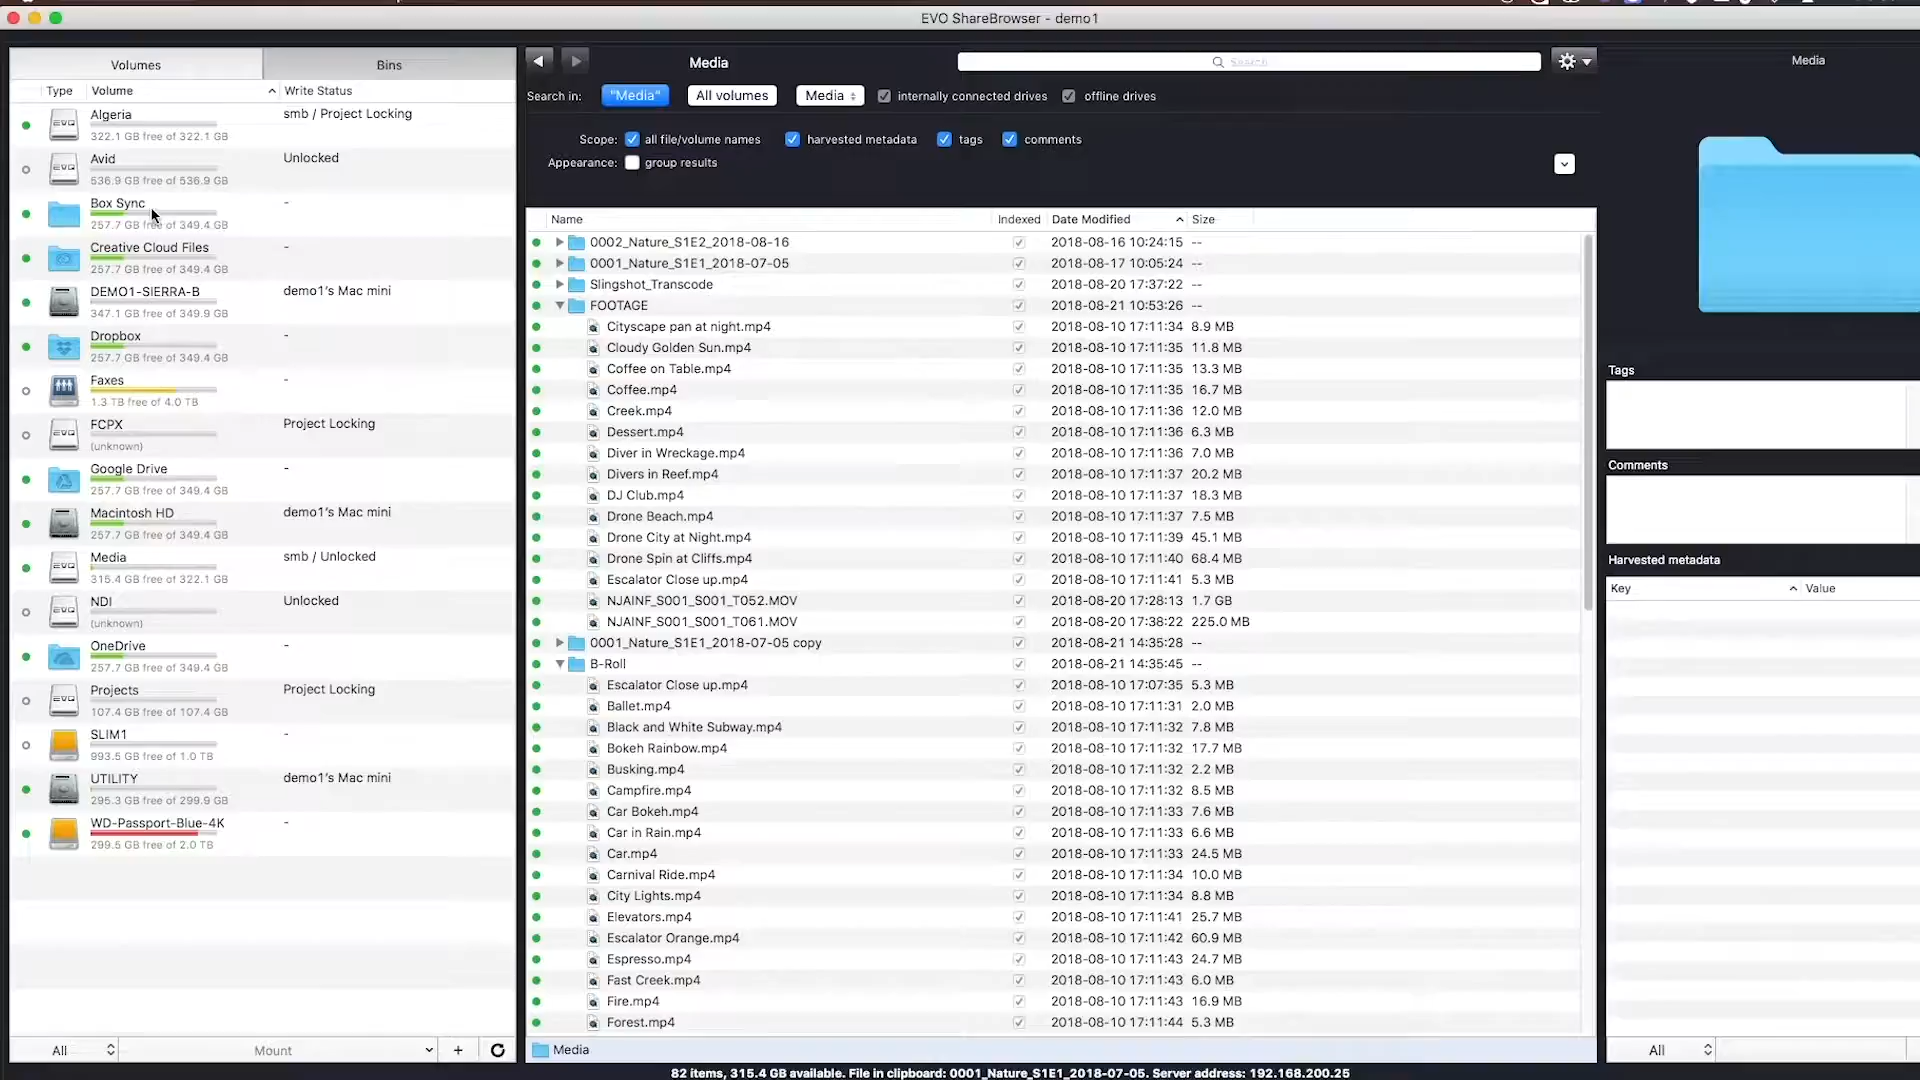 EVO ShareBrowser - demo1
Volumes
Bins
Type
Volume
Write Status
Algeria
smb / Project Locking
322.1 GB free of 322.1 GB
Avid
Unlocked
536.9 GB free of 536.9 GB
Box Sync
-
257.7 GB free of 349.4 GB
Creative Cloud Files
-
257.7 GB free of 349.4 GB
DEMO1-SIERRA-B
demo1's Mac mini
347.1 GB free of 349.9 GB
Dropbox
-
257.7 GB free of 349.4 GB
Faxes
-
1.3 TB free of 4.0 TB
FCPX
Project Locking
(unknown)
Google Drive
-
257.7 GB free of 349.4 GB
Macintosh HD
demo1's Mac mini
257.7 GB free of 349.4 GB
Media
smb / Unlocked
315.4 GB free of 322.1 GB
NDI
Unlocked
(unknown)
OneDrive
-
257.7 GB free of 349.4 GB
Projects
Project Locking
107.4 GB free of 107.4 GB
SLIM1
-
993.5 GB free of 1.0 TB
UTILITY
demo1's Mac mini
295.3 GB free of 299.9 GB
WD-Passport-Blue-4K
-
299.5 GB free of 2.0 TB
All
Mount
+
Media
Search
Search in:
"Media"
All volumes
Media
internally connected drives
offline drives
Scope:
all file/volume names
harvested metadata
tags
comments
Appearance:
group results
Name
Indexed
Date Modified
Size
0002_Nature_S1E2_2018-08-16 2018-08-16 10:24:15 --
0001_Nature_S1E1_2018-07-05 2018-08-17 10:05:24 --
Slingshot_Transcode 2018-08-20 17:37:22 --
FOOTAGE 2018-08-21 10:53:26 --
Cityscape pan at night.mp4 2018-08-10 17:11:34 8.9 MB
Cloudy Golden Sun.mp4 2018-08-10 17:11:35 11.8 MB
Coffee on Table.mp4 2018-08-10 17:11:35 13.3 MB
Coffee.mp4 2018-08-10 17:11:35 16.7 MB
Creek.mp4 2018-08-10 17:11:36 12.0 MB
Dessert.mp4 2018-08-10 17:11:36 6.3 MB
Diver in Wreckage.mp4 2018-08-10 17:11:36 7.0 MB
Divers in Reef.mp4 2018-08-10 17:11:37 20.2 MB
DJ Club.mp4 2018-08-10 17:11:37 18.3 MB
Drone Beach.mp4 2018-08-10 17:11:37 7.5 MB
Drone City at Night.mp4 2018-08-10 17:11:39 45.1 MB
Drone Spin at Cliffs.mp4 2018-08-10 17:11:40 68.4 MB
Escalator Close up.mp4 2018-08-10 17:11:41 5.3 MB
NJAINF_S001_S001_T052.MOV 2018-08-20 17:28:13 1.7 GB
NJAINF_S001_S001_T061.MOV 2018-08-20 17:38:22 225.0 MB
0001_Nature_S1E1_2018-07-05 copy 2018-08-21 14:35:28 --
B-Roll 2018-08-21 14:35:45 --
Escalator Close up.mp4 2018-08-10 17:07:35 5.3 MB
Ballet.mp4 2018-08-10 17:11:31 2.0 MB
Black and White Subway.mp4 2018-08-10 17:11:32 7.8 MB
Bokeh Rainbow.mp4 2018-08-10 17:11:32 17.7 MB
Busking.mp4 2018-08-10 17:11:32 2.2 MB
Campfire.mp4 2018-08-10 17:11:32 8.5 MB
Car Bokeh.mp4 2018-08-10 17:11:33 7.6 MB
Car in Rain.mp4 2018-08-10 17:11:33 6.6 MB
Car.mp4 2018-08-10 17:11:33 24.5 MB
Carnival Ride.mp4 2018-08-10 17:11:34 10.0 MB
City Lights.mp4 2018-08-10 17:11:34 8.8 MB
Elevators.mp4 2018-08-10 17:11:41 25.7 MB
Escalator Orange.mp4 2018-08-10 17:11:42 60.9 MB
Espresso.mp4 2018-08-10 17:11:43 24.7 MB
Fast Creek.mp4 2018-08-10 17:11:43 6.0 MB
Fire.mp4 2018-08-10 17:11:43 16.9 MB
Forest.mp4 2018-08-10 17:11:44 5.3 MB
Media
Media
Tags
Comments
Harvested metadata
Key
Value
All
82 items, 315.4 GB available. File in clipboard: 0001_Nature_S1E1_2018-07-05. Server address: 192.168.200.25